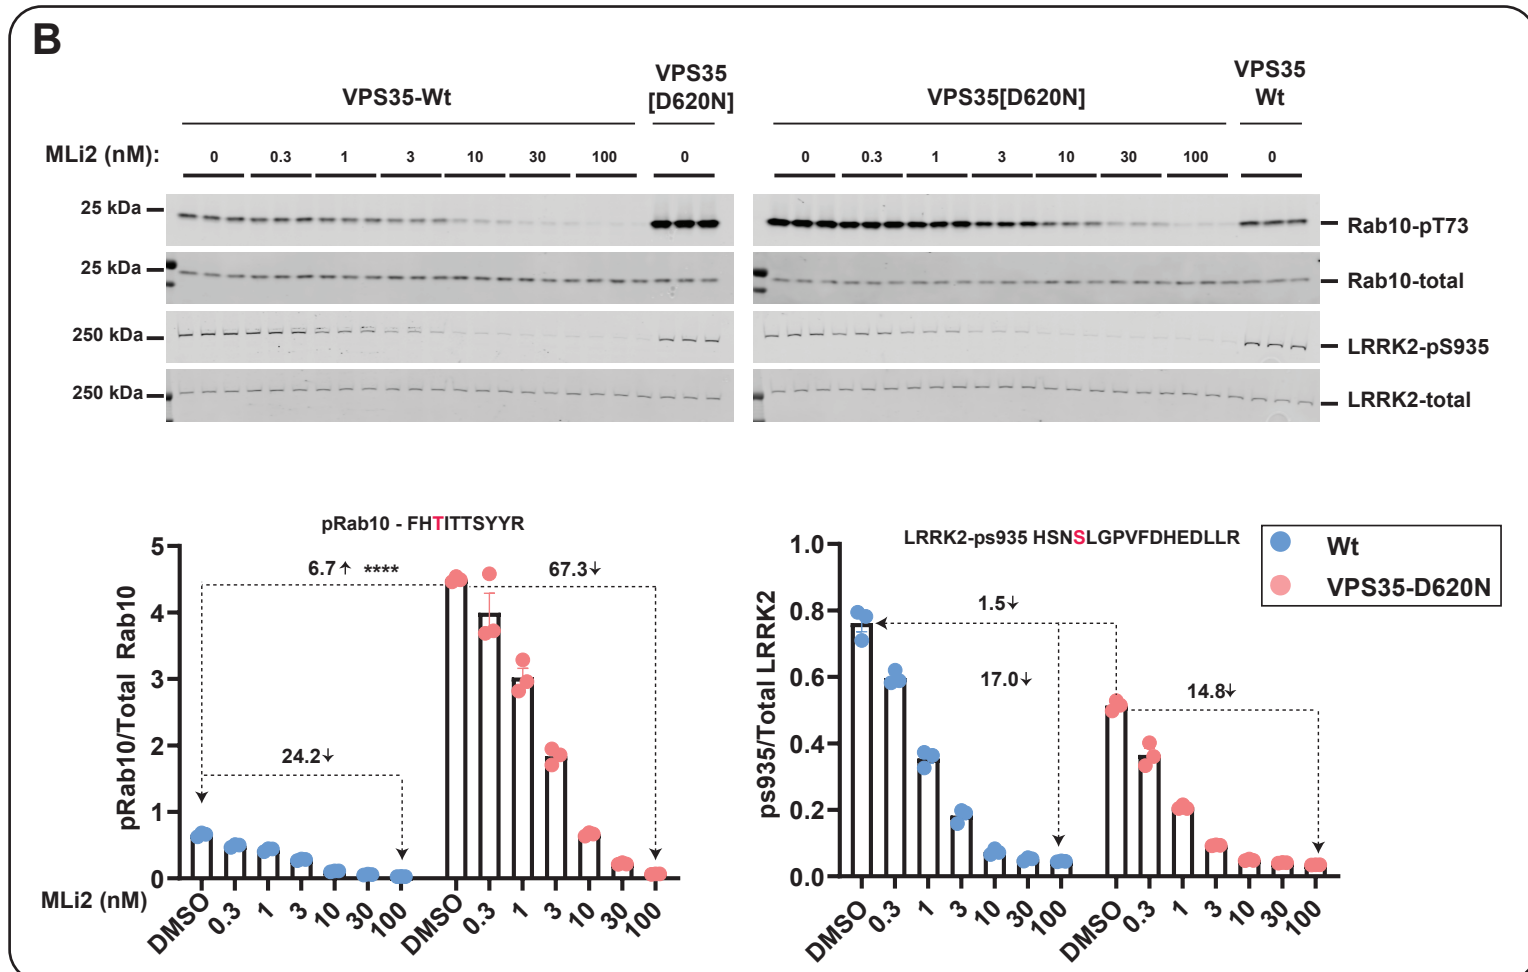 B
VPS35-Wt
VPS35
[D620N]
VPS35[D620N]
VPS35
Wt
MLi2 (nM):
0 0.3 1 3 10 30 100 0
0 0.3 1 3 10 30 100 0
25 kDa
Rab10-pT73
25 kDa
Rab10-total
250 kDa
LRRK2-pS935
250 kDa
LRRK2-total
pRab10 - FHTITTSYYR
pRab10/Total Rab10
5
4
3
2
1
0
6.7↑ ****
67.3↓
24.2↓
MLi2 (nM)
DMSO 0.3 1 3 10 30 100 DMSO 0.3 1 3 10 30 100
LRRK2-ps935 HSNSLGPVFDHEDLLR
ps935/Total LRRK2
1.0
0.8
0.6
0.4
0.2
0.0
1.5↓
17.0↓
14.8↓
DMSO 0.3 1 3 10 30 100 DMSO 0.3 1 3 10 30 100
Wt
VPS35-D620N